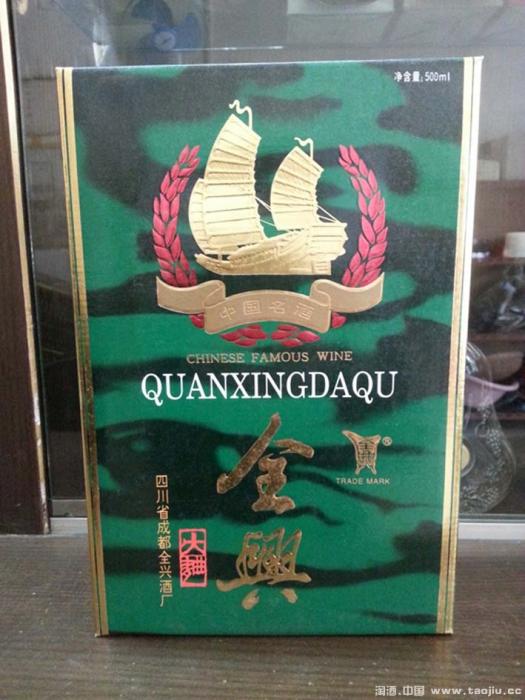 净含量:500ml
中国名酒
CHINESE FAMOUS WINE
QUANXINGDAQU
全興
®
TRADE MARK
大麯
四川省成都全兴酒厂
淘酒.中国 www.taojiu.cc